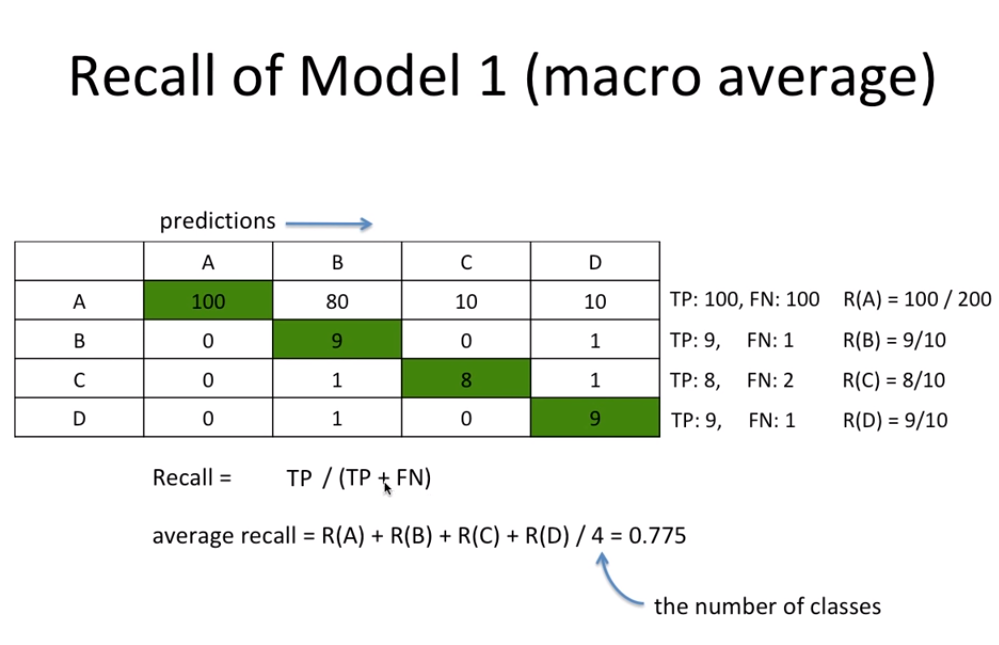 Recall of Model 1 (macro average)
predictions
A B C D
A 100 80 10 10 TP: 100, FN: 100 R(A) = 100 / 200
B 0 9 0 1 TP: 9, FN: 1 R(B) = 9/10
C 0 1 8 1 TP: 8, FN: 2 R(C) = 8/10
D 0 1 0 9 TP: 9, FN: 1 R(D) = 9/10
Recall = TP / (TP + FN)
average recall = R(A) + R(B) + R(C) + R(D) / 4 = 0.775
the number of classes